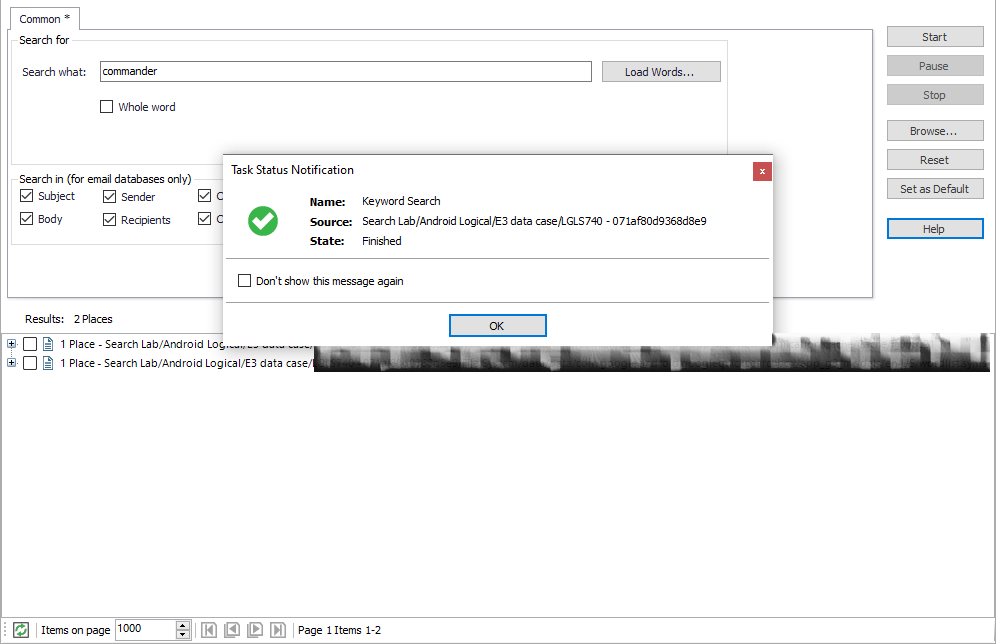 Common *
Search for
Search what: commander Load Words...
Whole word
Start
Pause
Stop
Browse...
Reset
Set as Default
Help
Search in (for email databases only)
Subject Sender
Body Recipients
Task Status Notification
x
Name: Keyword Search
Source: Search Lab/Android Logical/E3 data case/LGLS740 - 071af80d9368d8e9
State: Finished
Don't show this message again
OK
Results: 2 Places
1 Place - Search Lab/Android Logical/E3 data case/
1 Place - Search Lab/Android Logical/E3 data case/
Items on page 1000 Page 1 Items 1-2